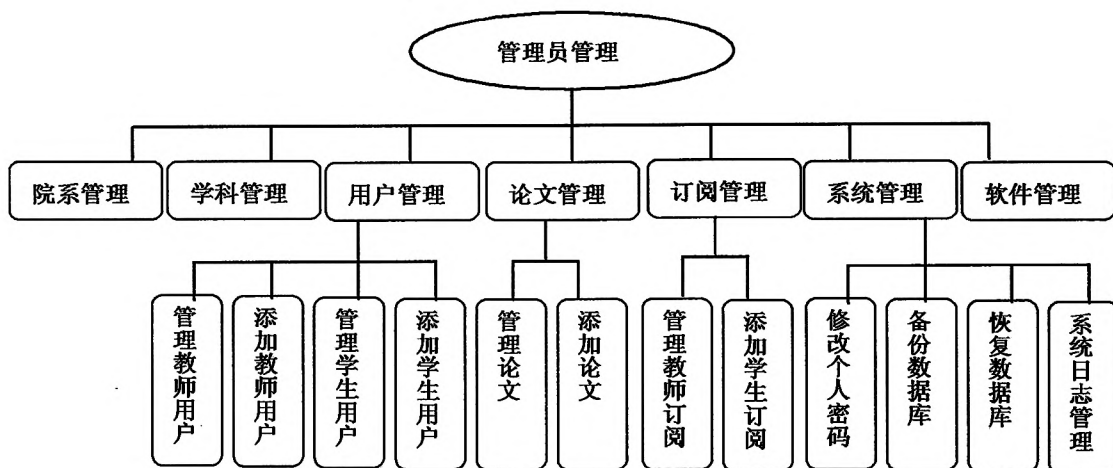 管理员管理
院系管理
学科管理
用户管理
论文管理
订阅管理
系统管理
软件管理
管理教师用户
添加教师用户
管理学生用户
添加学生用户
管理论文
添加论文
管理教师订阅
添加学生订阅
修改个人密码
备份数据库
恢复数据库
系统日志管理